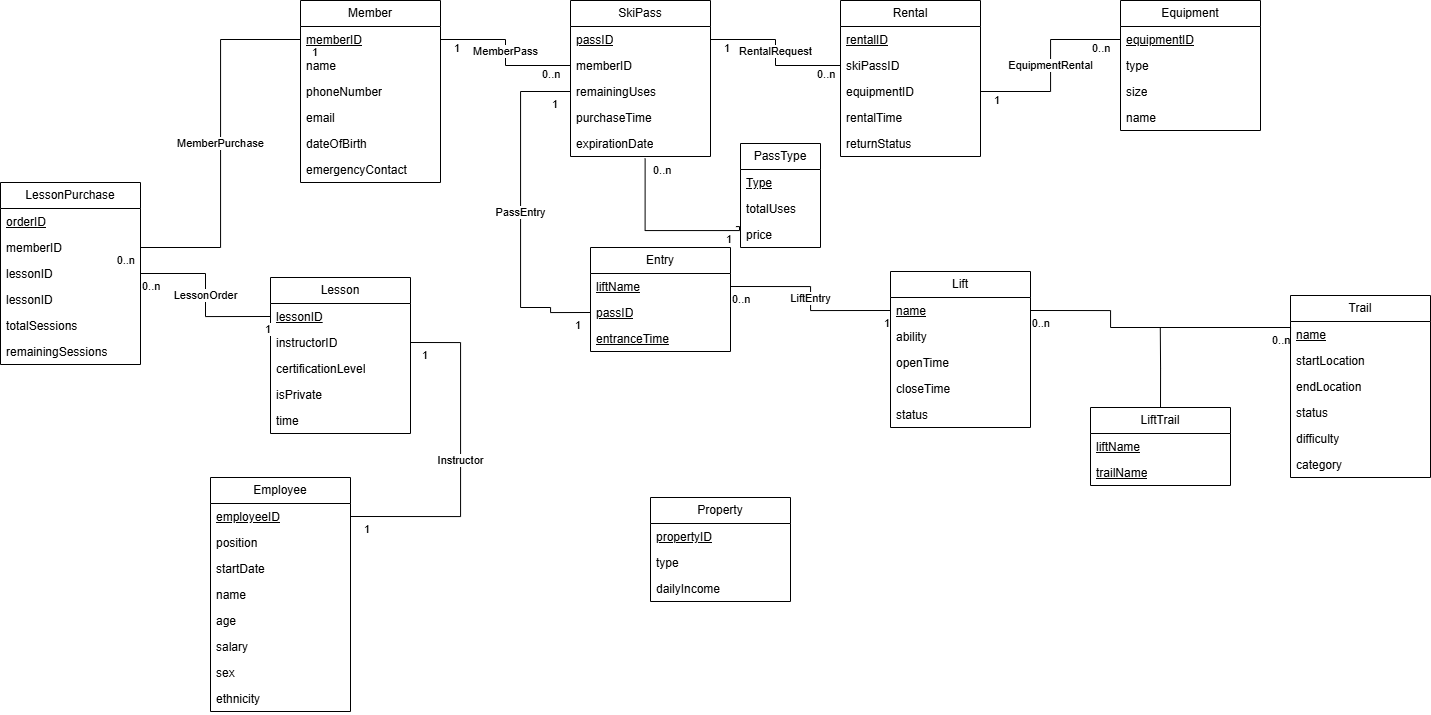 Member
memberID
1
name
phoneNumber
email
dateOfBirth
emergencyContact
1
MemberPass
0..n
SkiPass
passID
memberID
remainingUses
1
purchaseTime
expirationDate
1
RentalRequest
0..n
Rental
rentalID
skiPassID
equipmentID
rentalTime
returnStatus
1
EquipmentRental
0..n
Equipment
equipmentID
type
size
name
MemberPurchase
0..n
PassType
Type
totalUses
price
1
LessonPurchase
orderID
memberID
0..n
lessonID
lessonID
totalSessions
remainingSessions
0..n
LessonOrder
1
Lesson
lessonID
instructorID
certificationLevel
isPrivate
time
1
PassEntry
1
Entry
liftName
passID
entranceTime
0..n
LiftEntry
1
Lift
name
ability
openTime
closeTime
status
0..n
0..n
Trail
name
startLocation
endLocation
status
difficulty
category
LiftTrail
liftName
trailName
Instructor
1
Employee
employeeID
position
startDate
name
age
salary
sex
ethnicity
Property
propertyID
type
dailyIncome